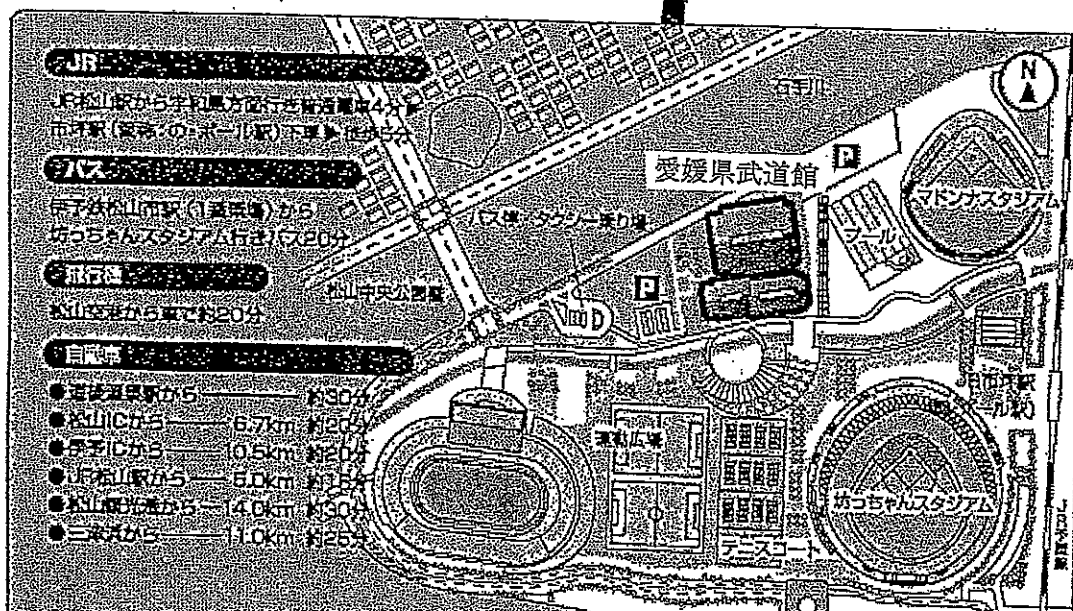 JR
JR松山駅から宇和島方面行き普通電車4分▶
市坪駅(愛称:の・ボール駅)下車▶徒歩5分
バス
伊予鉄松山市駅(1番乗場)から
坊っちゃんスタジアム行きバス20分
飛行機
松山空港から車で約20分
自動車
●道後温泉駅から 約30分
●松山ICから 6.7km 約20分
●伊予ICから 10.5km 約20分
●JR松山駅から 5.0km 約15分
●松山観光港から 14.0km 約30分
●三津浜から 11.0km 約25分
N
石手川
愛媛県武道館
P
マドンナスタジアム
プール
バス停・タクシー乗り場
松山中央公園
P
JR市坪駅
ール駅)
運動広場
坊っちゃんスタジアム
テニスコート